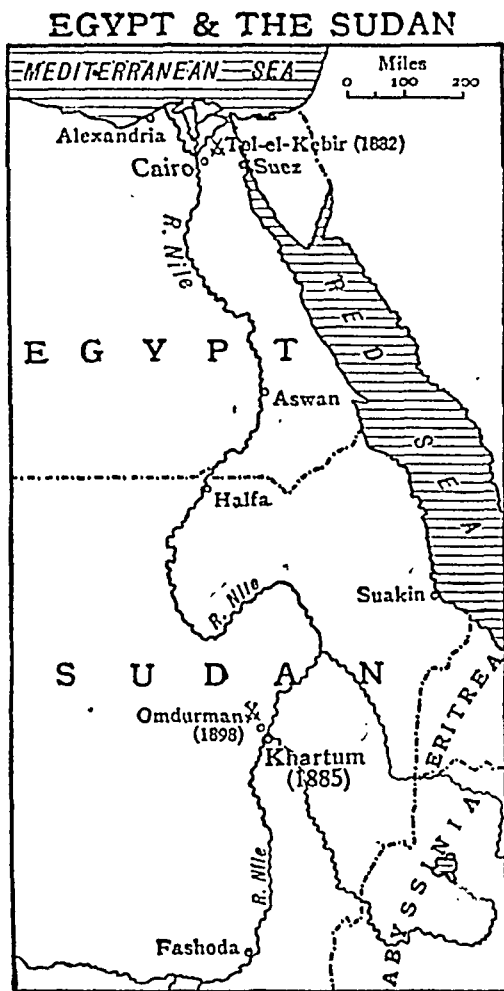 EGYPT & THE SUDAN
MEDITERRANEAN SEA
Miles
0 100 200
Alexandria
Tel-el-Kebir (1882)
Cairo
Suez
R. Nile
RED SEA
EGYPT
Aswan
Halfa
R. Nile
Suakin
SUDAN
ERITREA
Omdurman
(1898)
Khartum
(1885)
ABYSSINIA
R. Nile
Fashoda